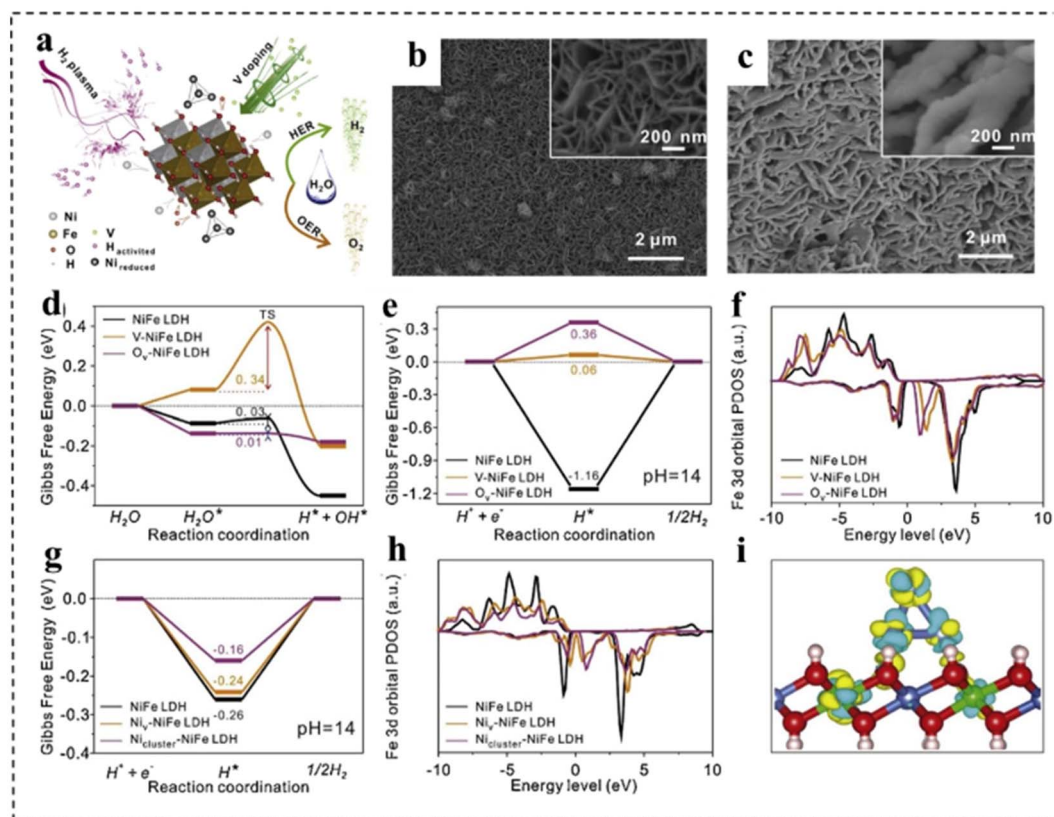 a
H₂ plasma
V doping
HER
H₂
H₂O
OER
O₂
Ni
Fe
O
H
V
H activited
Ni reduced
b
200 nm
2 µm
c
200 nm
2 µm
d
Gibbs Free Energy (eV)
0.4
0.2
0.0
-0.2
-0.4
NiFe LDH
V-NiFe LDH
Oᵥ-NiFe LDH
TS
0.34
0.03
0.01
H₂O
H₂O*
H* + OH*
Reaction coordination
e
Gibbs Free Energy (eV)
0.3
0.0
-0.3
-0.6
-0.9
-1.2
0.36
0.06
-1.16
NiFe LDH
V-NiFe LDH
Oᵥ-NiFe LDH
pH=14
H⁺ + e⁻
H*
1/2H₂
Reaction coordination
f
Fe 3d orbital PDOS (a.u.)
NiFe LDH
V-NiFe LDH
Oᵥ-NiFe LDH
-10 -5 0 5 10
Energy level (eV)
g
Gibbs Free Energy (eV)
0.0
-0.1
-0.2
-0.3
-0.4
-0.16
-0.24
-0.26
NiFe LDH
Niᵥ-NiFe LDH
Ni cluster-NiFe LDH
pH=14
H⁺ + e⁻
H*
1/2H₂
Reaction coordination
h
Fe 3d orbital PDOS (a.u.)
NiFe LDH
Niᵥ-NiFe LDH
Ni cluster-NiFe LDH
-10 -5 0 5 10
Energy level (eV)
i